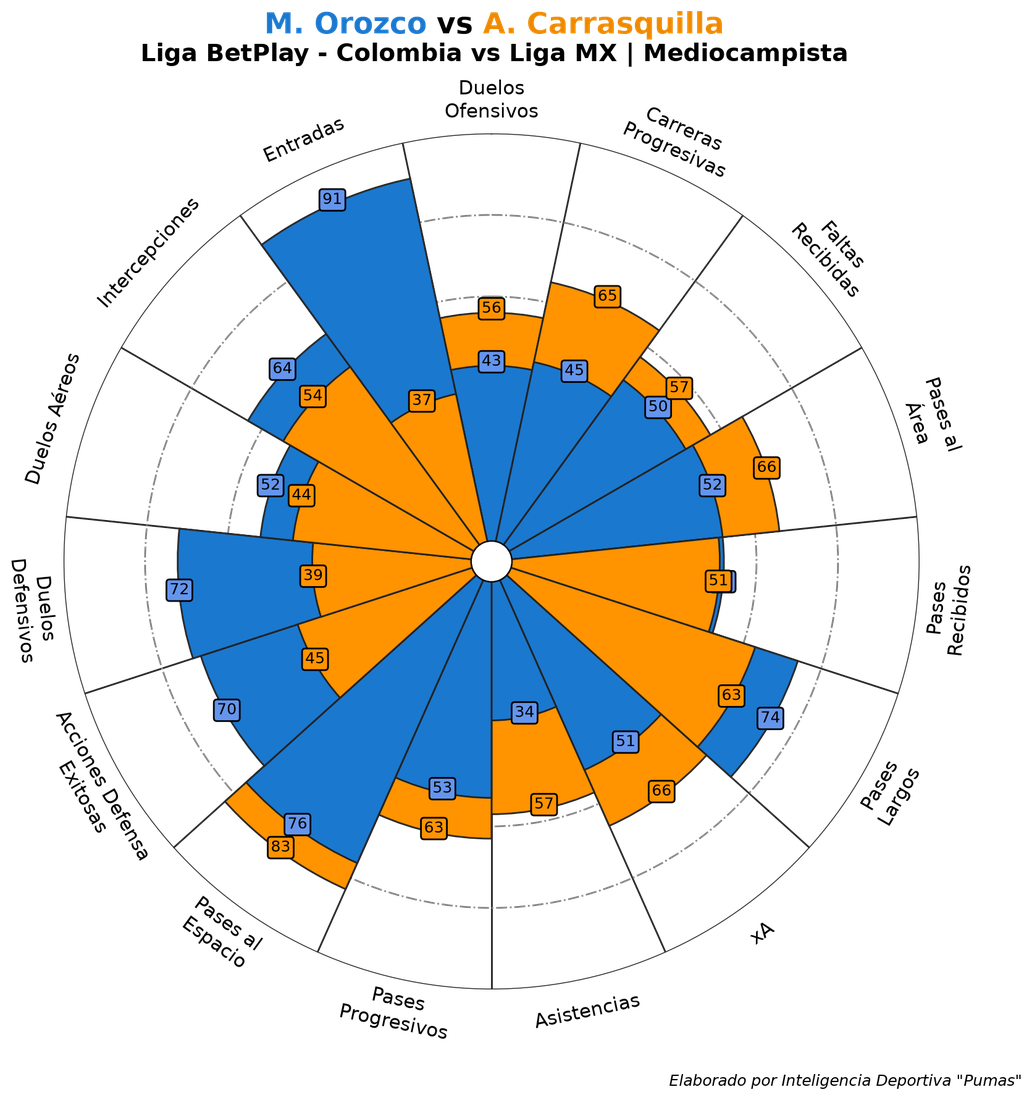 M. Orozco vs A. Carrasquilla
Liga BetPlay - Colombia vs Liga MX | Mediocampista
Duelos
Ofensivos
56
43
Carreras
Progresivas
65
45
Faltas
Recibidas
57
50
Pases al
Área
66
52
Pases
Recibidos
51
Pases
Largos
63
74
xA
51
66
Asistencias
34
57
Pases
Progresivos
53
63
Pases al
Espacio
76
83
Acciones Defensa
Exitosas
45
70
Duelos
Defensivos
39
72
Duelos Aéreos
52
44
Intercepciones
64
54
Entradas
91
37
Elaborado por Inteligencia Deportiva "Pumas"